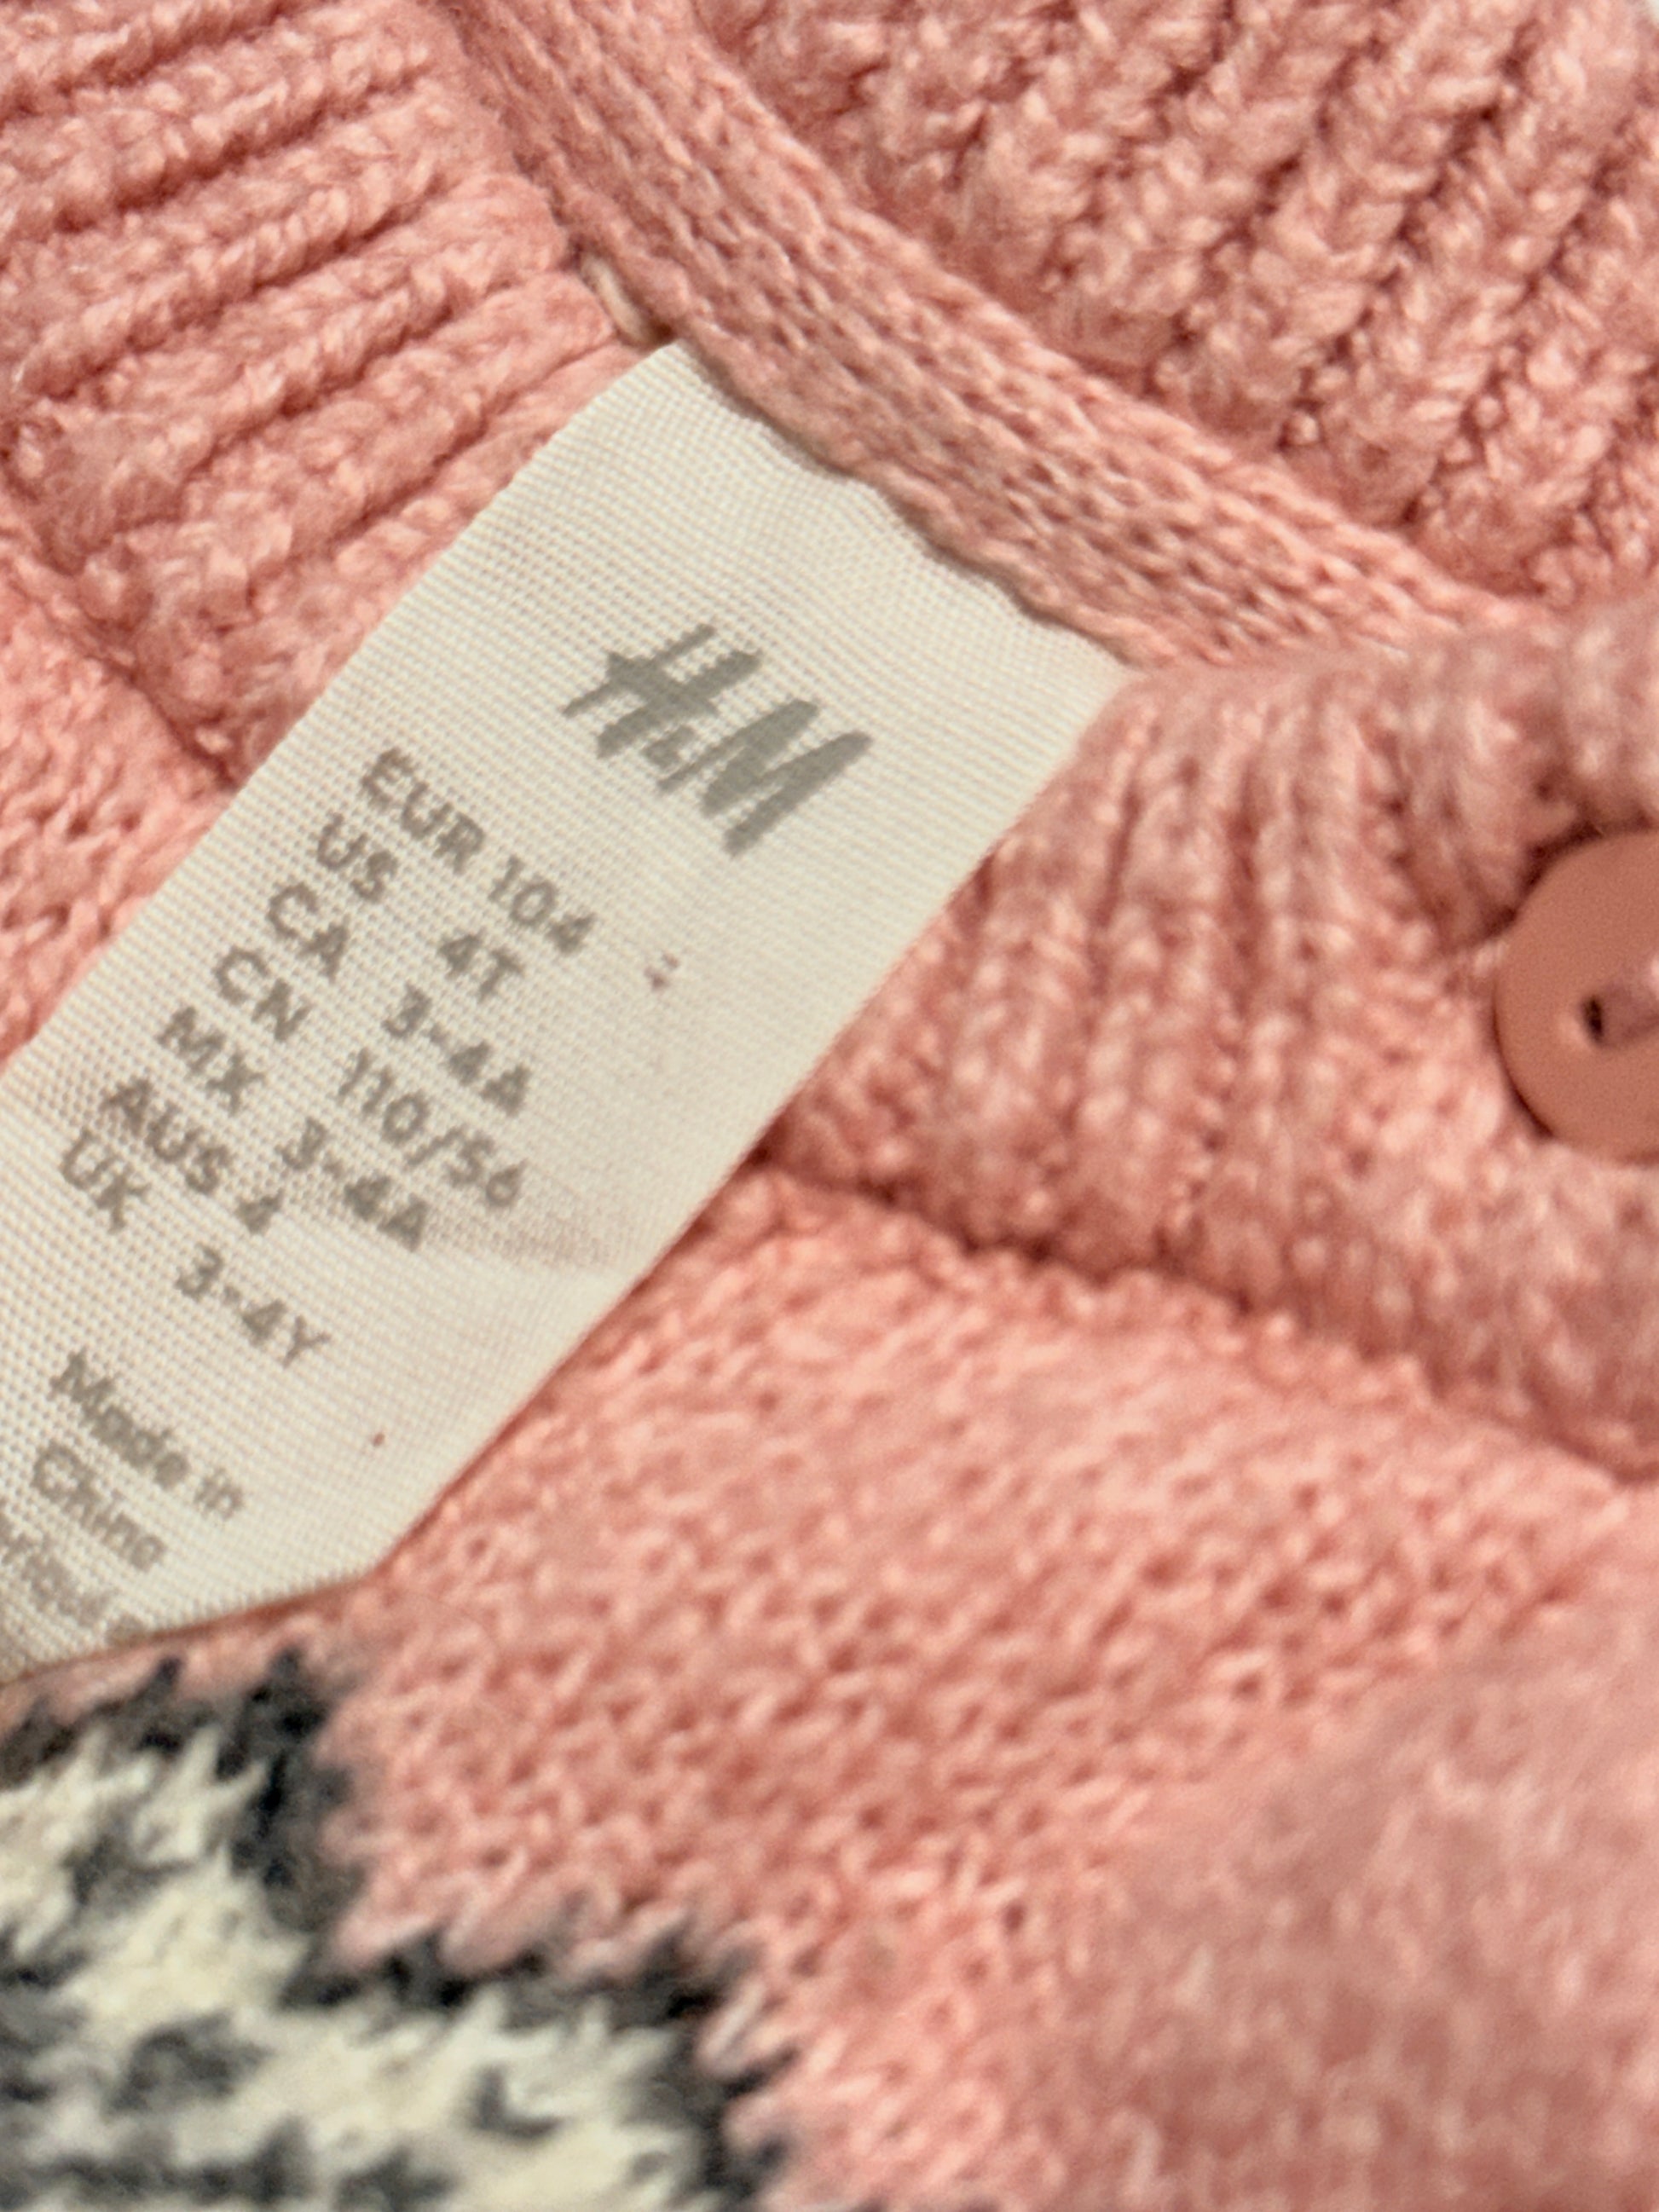 H&M
EUR 104
US 4T
CA 3-4A
CN 110/56
MX 3-4A
AUS 4
UK 3-4Y
Made in
China